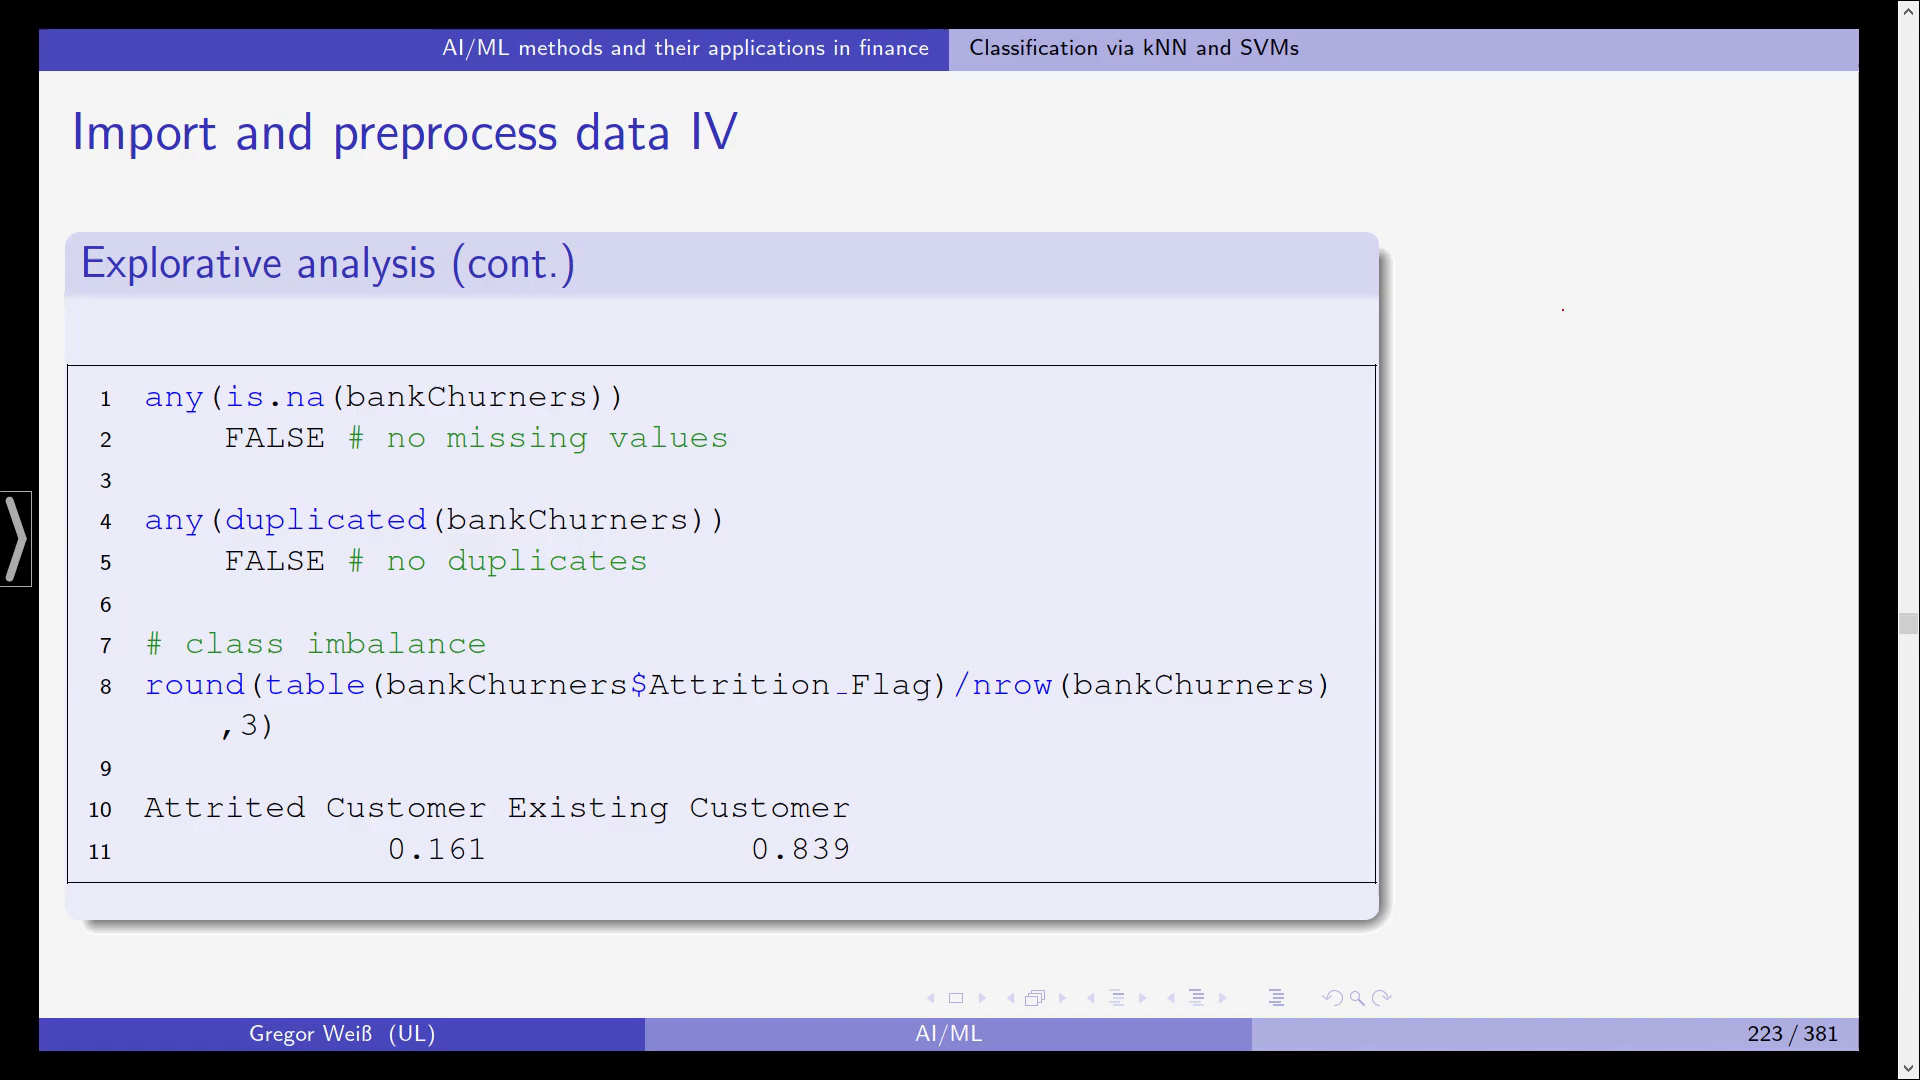 AI/ML methods and their applications in finance Classification via kNN and SVMs
Import and preprocess data IV
Explorative analysis (cont.)
1 any(is.na(bankChurners))
2 FALSE # no missing values
3
4 any(duplicated(bankChurners))
5 FALSE # no duplicates
6
7 # class imbalance
8 round(table(bankChurners$Attrition_Flag)/nrow(bankChurners)
,3)
9
10 Attrited Customer Existing Customer
11 0.161 0.839
Gregor Weiß (UL) AI/ML 223 / 381